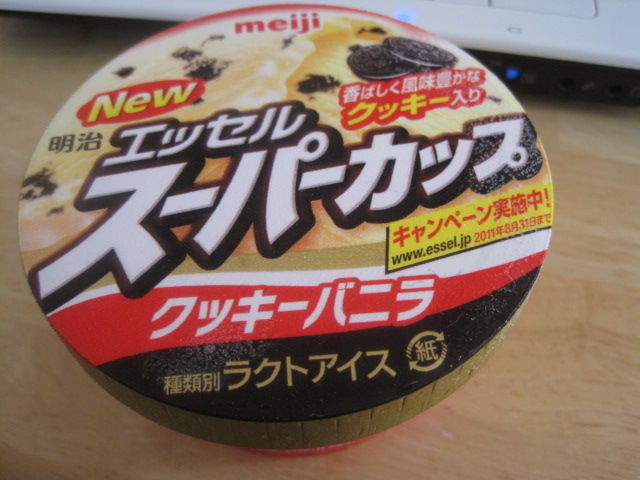 meiji
New
香ばしく風味豊かな
クッキー入り
明治 エッセル
スーパーカップ
キャンペーン実施中!
www.essel.jp 2011年8月31日まで
クッキーバニラ
種類別 ラクトアイス 紙